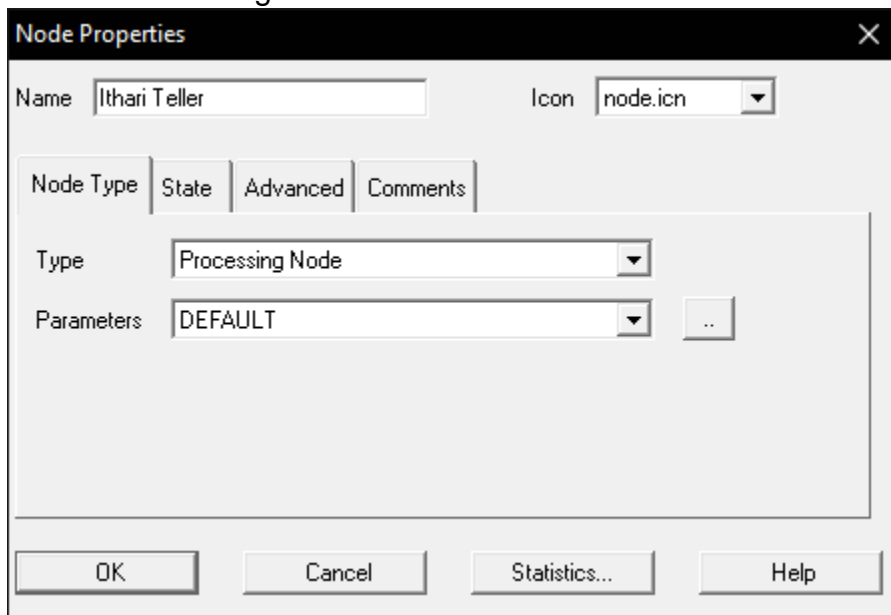 Node Properties
Name Ithari Teller Icon node.icn
Node Type State Advanced Comments
Type Processing Node
Parameters DEFAULT ..
OK Cancel Statistics... Help